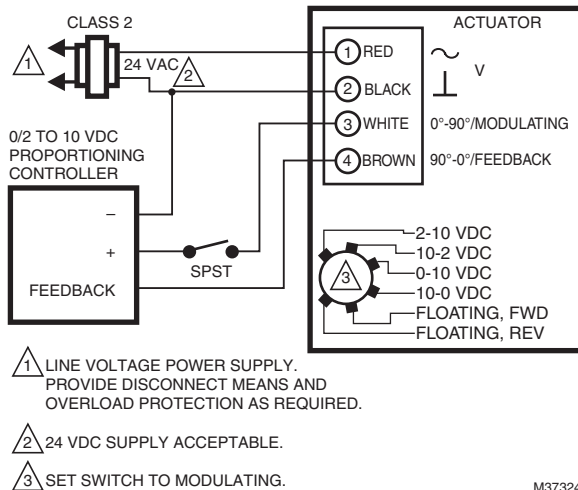 CLASS 2
ACTUATOR
1
24 VAC
2
1 RED
V
2 BLACK
3 WHITE 0°-90°/MODULATING
4 BROWN 90°-0°/FEEDBACK
0/2 TO 10 VDC
PROPORTIONING
CONTROLLER
–
+
SPST
FEEDBACK
3
2-10 VDC
10-2 VDC
0-10 VDC
10-0 VDC
FLOATING, FWD
FLOATING, REV
1 LINE VOLTAGE POWER SUPPLY.
PROVIDE DISCONNECT MEANS AND
OVERLOAD PROTECTION AS REQUIRED.
2 24 VDC SUPPLY ACCEPTABLE.
3 SET SWITCH TO MODULATING.
M37324